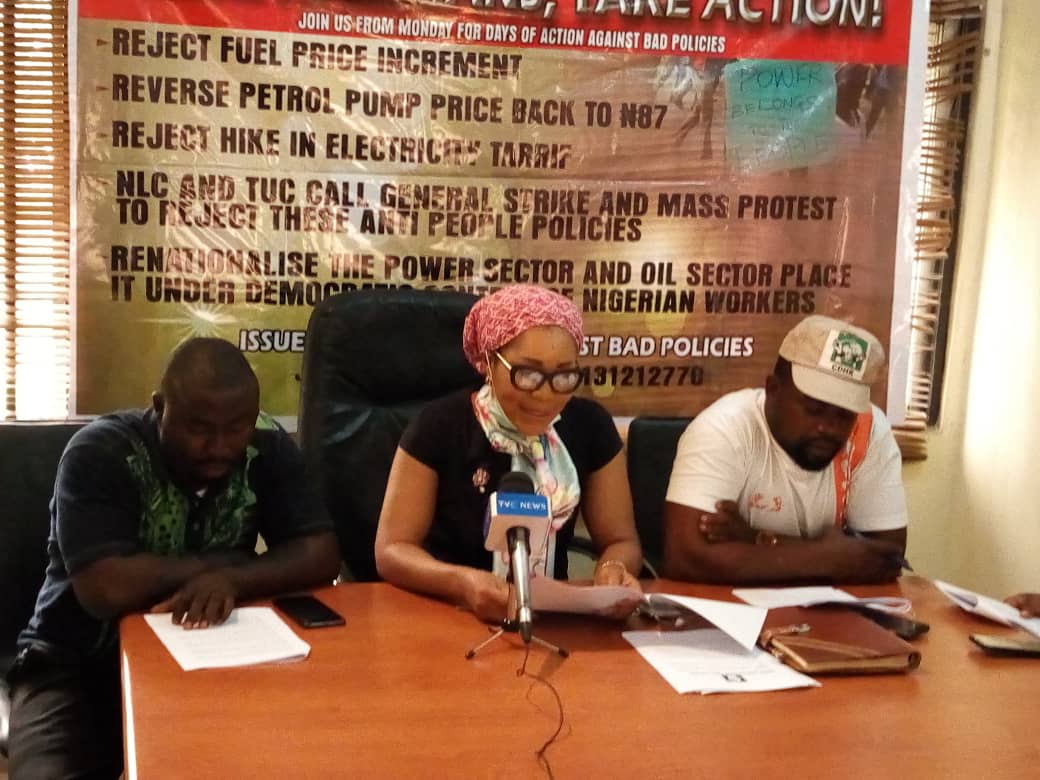 TAKE ACTION!
JOIN US FROM MONDAY FOR DAYS OF ACTION AGAINST BAD POLICIES
REJECT FUEL PRICE INCREMENT
REVERSE PETROL PUMP PRICE BACK TO ₦87
REJECT HIKE IN ELECTRICITY TARRIF
NLC AND TUC CALL GENERAL STRIKE AND MASS PROTEST
TO REJECT THESE ANTI PEOPLE POLICIES
RENATIONALISE THE POWER SECTOR AND OIL SECTOR PLACE
IT UNDER NIGERIAN WORKERS
BAD POLICIES
131212770
POWER
BELONGS
CDHR
TVC NEWS